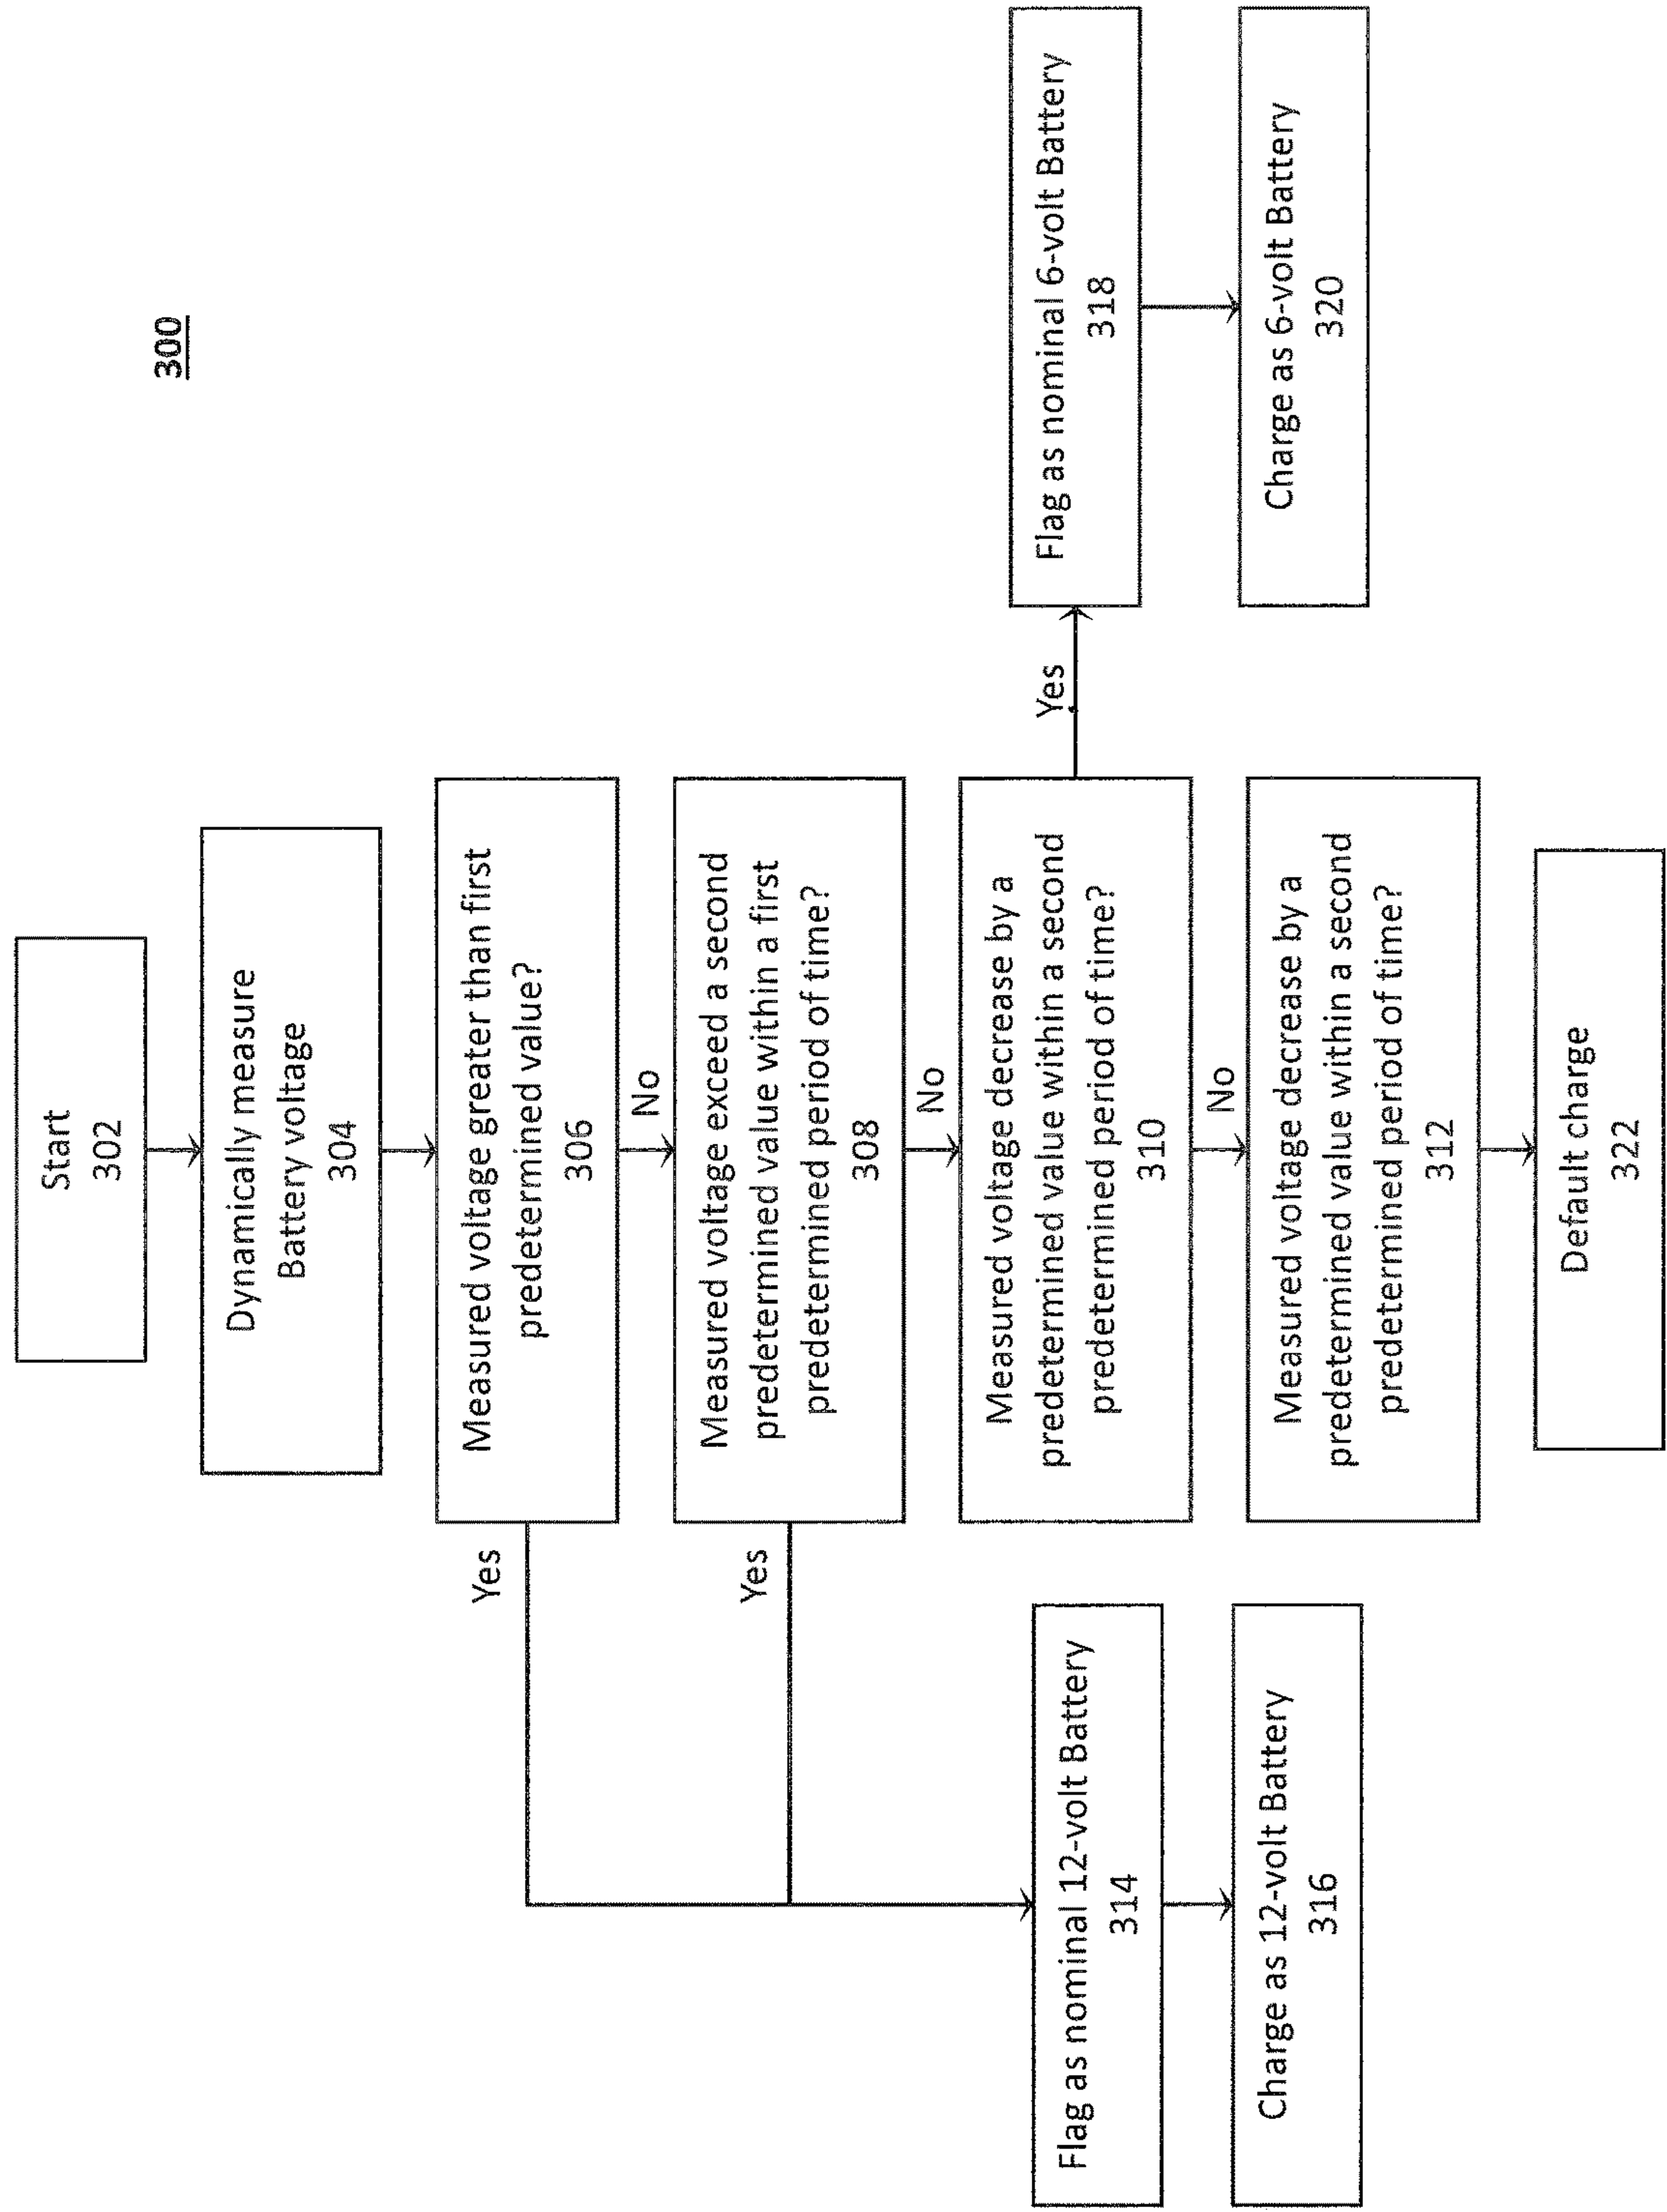 300
Start
302
Dynamically measure
Battery voltage
304
Measured voltage greater than first
predetermined value?
306
Yes
No
Measured voltage exceed a second
predetermined value within a first
predetermined period of time?
308
Yes
No
Measured voltage decrease by a
predetermined value within a second
predetermined period of time?
310
Yes
No
Measured voltage decrease by a
predetermined value within a second
predetermined period of time?
312
Default charge
322
Flag as nominal 12-volt Battery
314
Charge as 12-volt Battery
316
Flag as nominal 6-volt Battery
318
Charge as 6-volt Battery
320